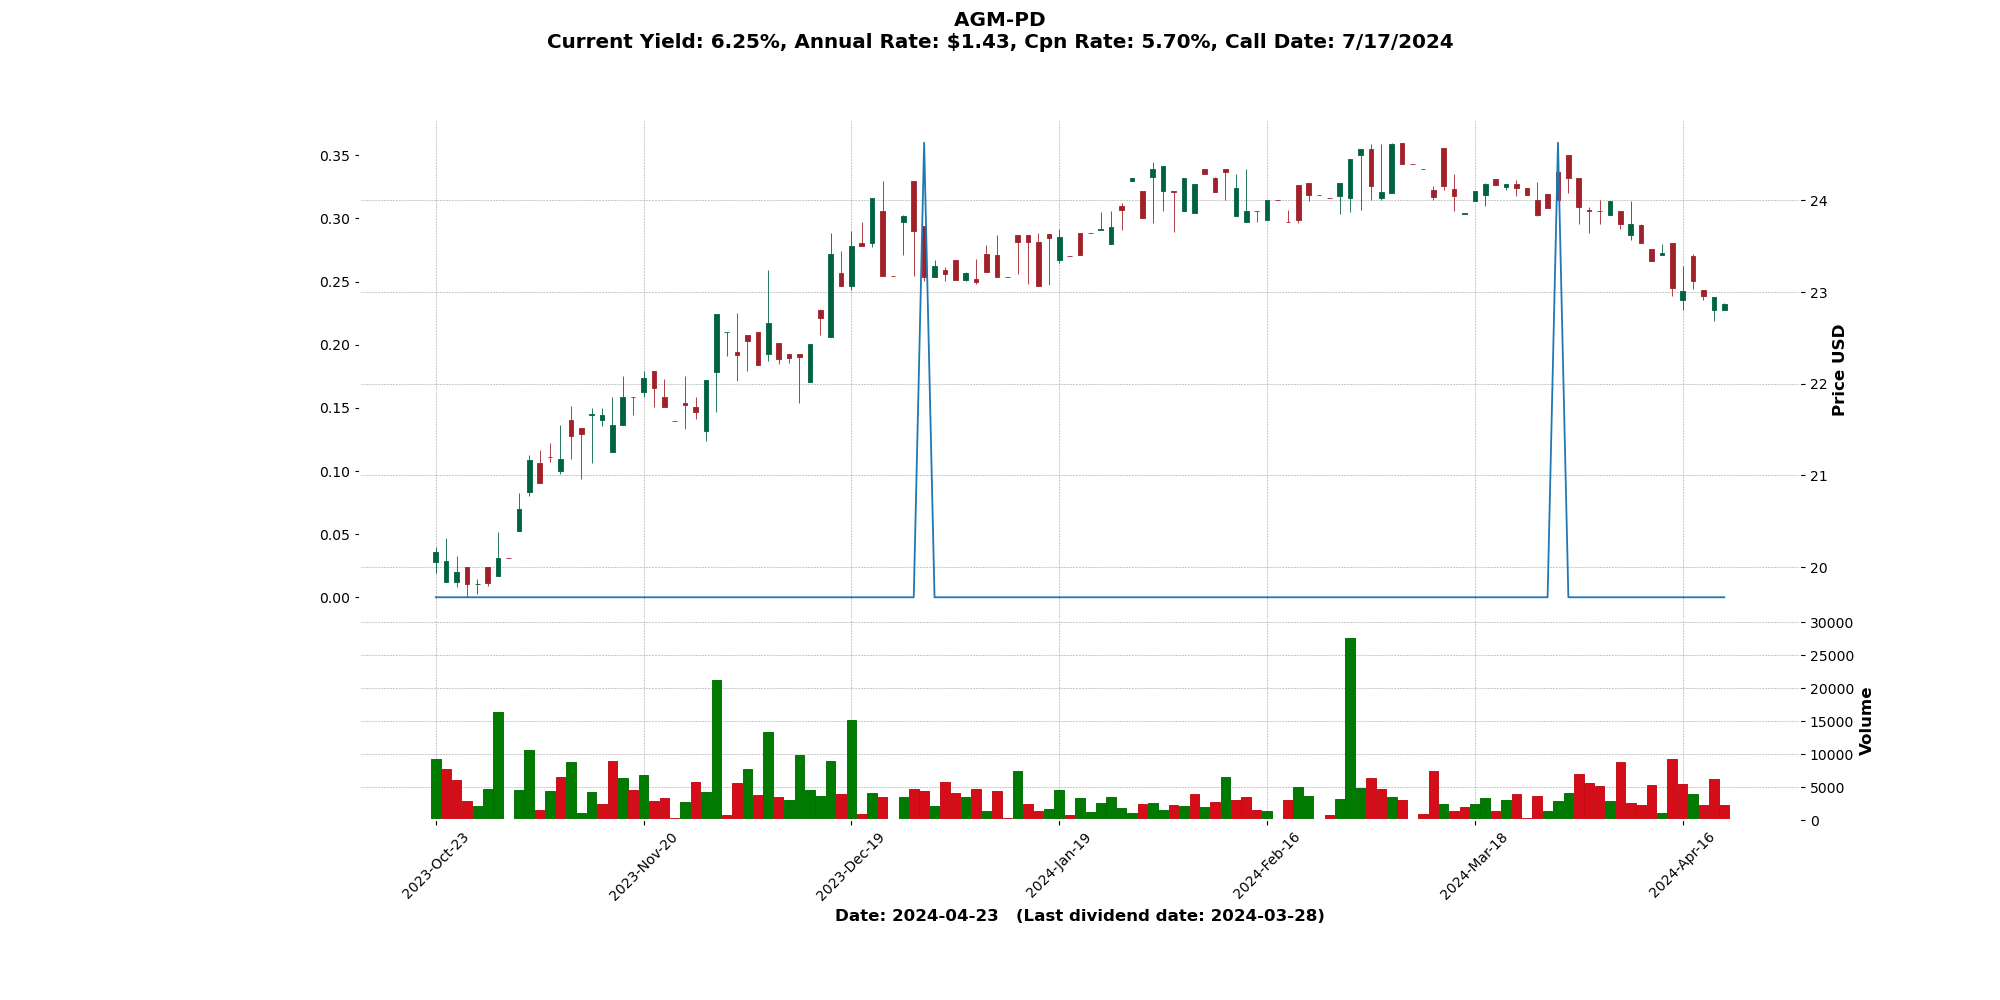 AGM-PD
Current Yield: 6.25%, Annual Rate: $1.43, Cpn Rate: 5.70%, Call Date: 7/17/2024
0.35
0.30
0.25
0.20
0.15
0.10
0.05
0.00
24
23
22
21
20
Price USD
30000
25000
20000
15000
10000
5000
0
Volume
2023-Oct-23
2023-Nov-20
2023-Dec-19
2024-Jan-19
2024-Feb-16
2024-Mar-18
2024-Apr-16
Date: 2024-04-23 (Last dividend date: 2024-03-28)